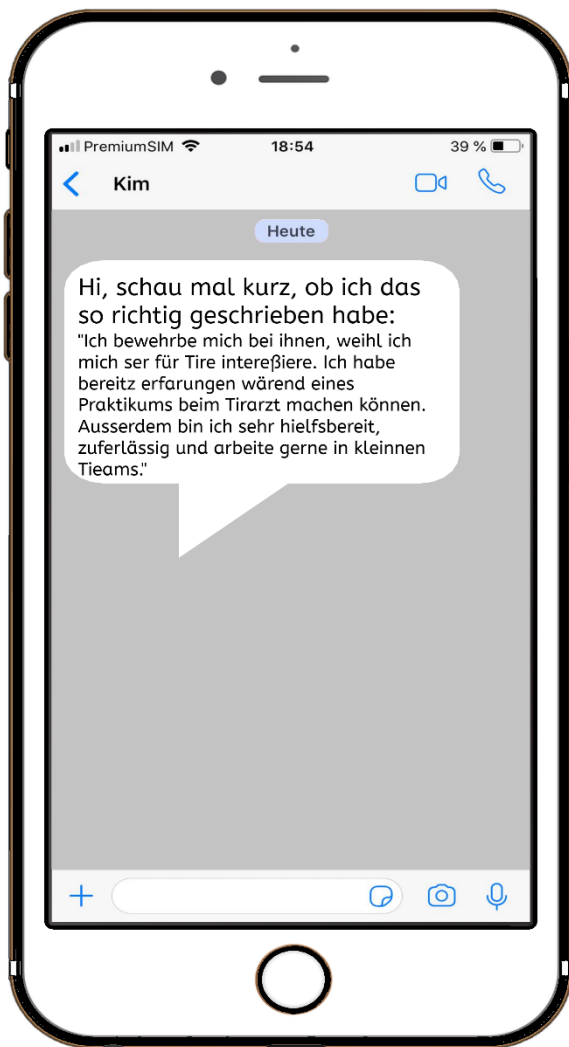 PremiumSIM 18:54 39 %
Kim
Heute
Hi, schau mal kurz, ob ich das
so richtig geschrieben habe:
"Ich bewehrbe mich bei ihnen, weihl ich
mich ser für Tire intereßiere. Ich habe
bereitz erfarungen wärend eines
Praktikums beim Tirarzt machen können.
Ausserdem bin ich sehr hielfsbereit,
zuferlässig und arbeite gerne in kleinnen
Tieams."